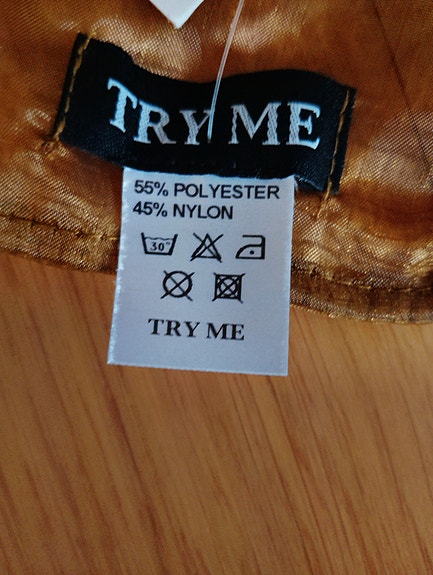 TRY ME
55% POLYESTER
45% NYLON
30°
TRY ME